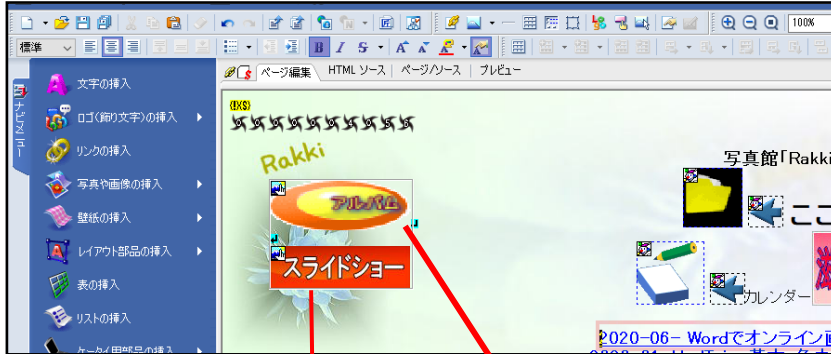 100%
標準
B I S A A A
ページ編集 HTML ソース ページ/ソース プレビュー
ナビメニュー
文字の挿入
ロゴ(飾り文字)の挿入
リンクの挿入
写真や画像の挿入
壁紙の挿入
レイアウト部品の挿入
表の挿入
リストの挿入
(!XS)
Rakki
アルバム
スライドショー
写真館「Rakki
ここ
カレンダー
2020-06- Wordでオンライン